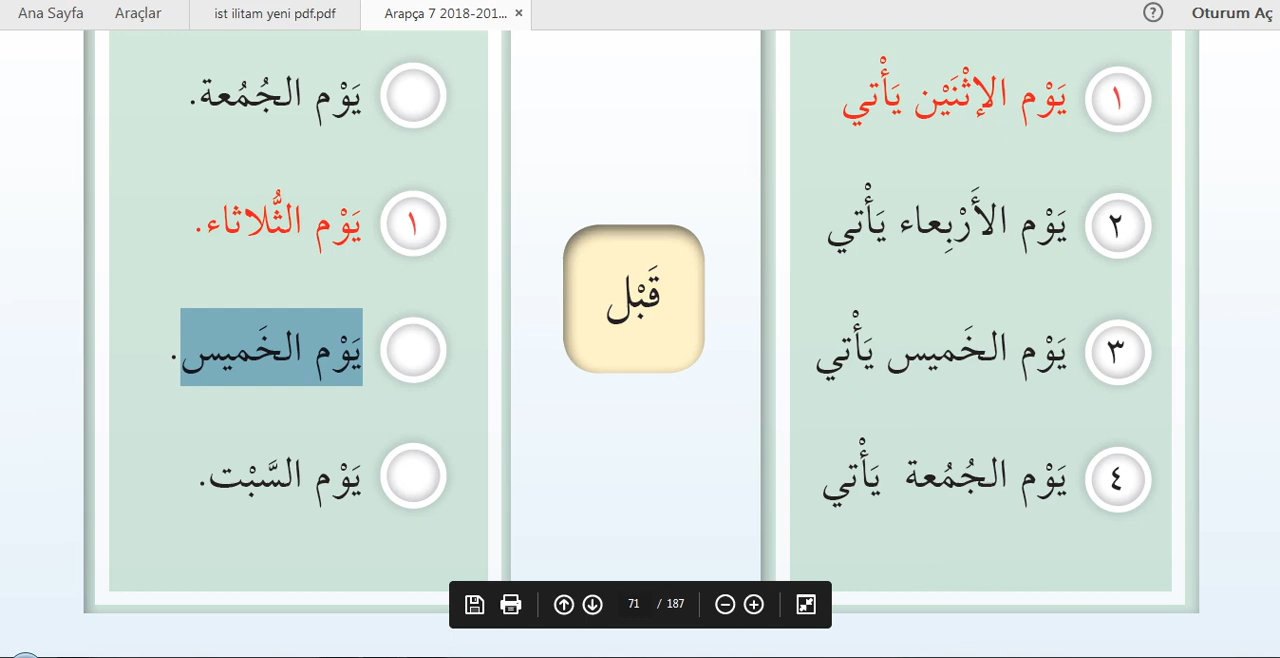 Ana Sayfa
Araçlar
ist ilitam yeni pdf.pdf
Arapça 7 2018-201... ×
?
Oturum Aç
١ يَوْم الإثْنَيْن يَأْتي
٢ يَوْم الأَرْبِعاء يَأْتي
٣ يَوْم الخَميس يَأْتي
٤ يَوْم الجُمُعة يَأْتي
قَبْل
يَوْم الجُمُعة.
١ يَوْم الثُّلاثاء.
يَوْم الخَميس.
يَوْم السَّبْت.
71 / 187